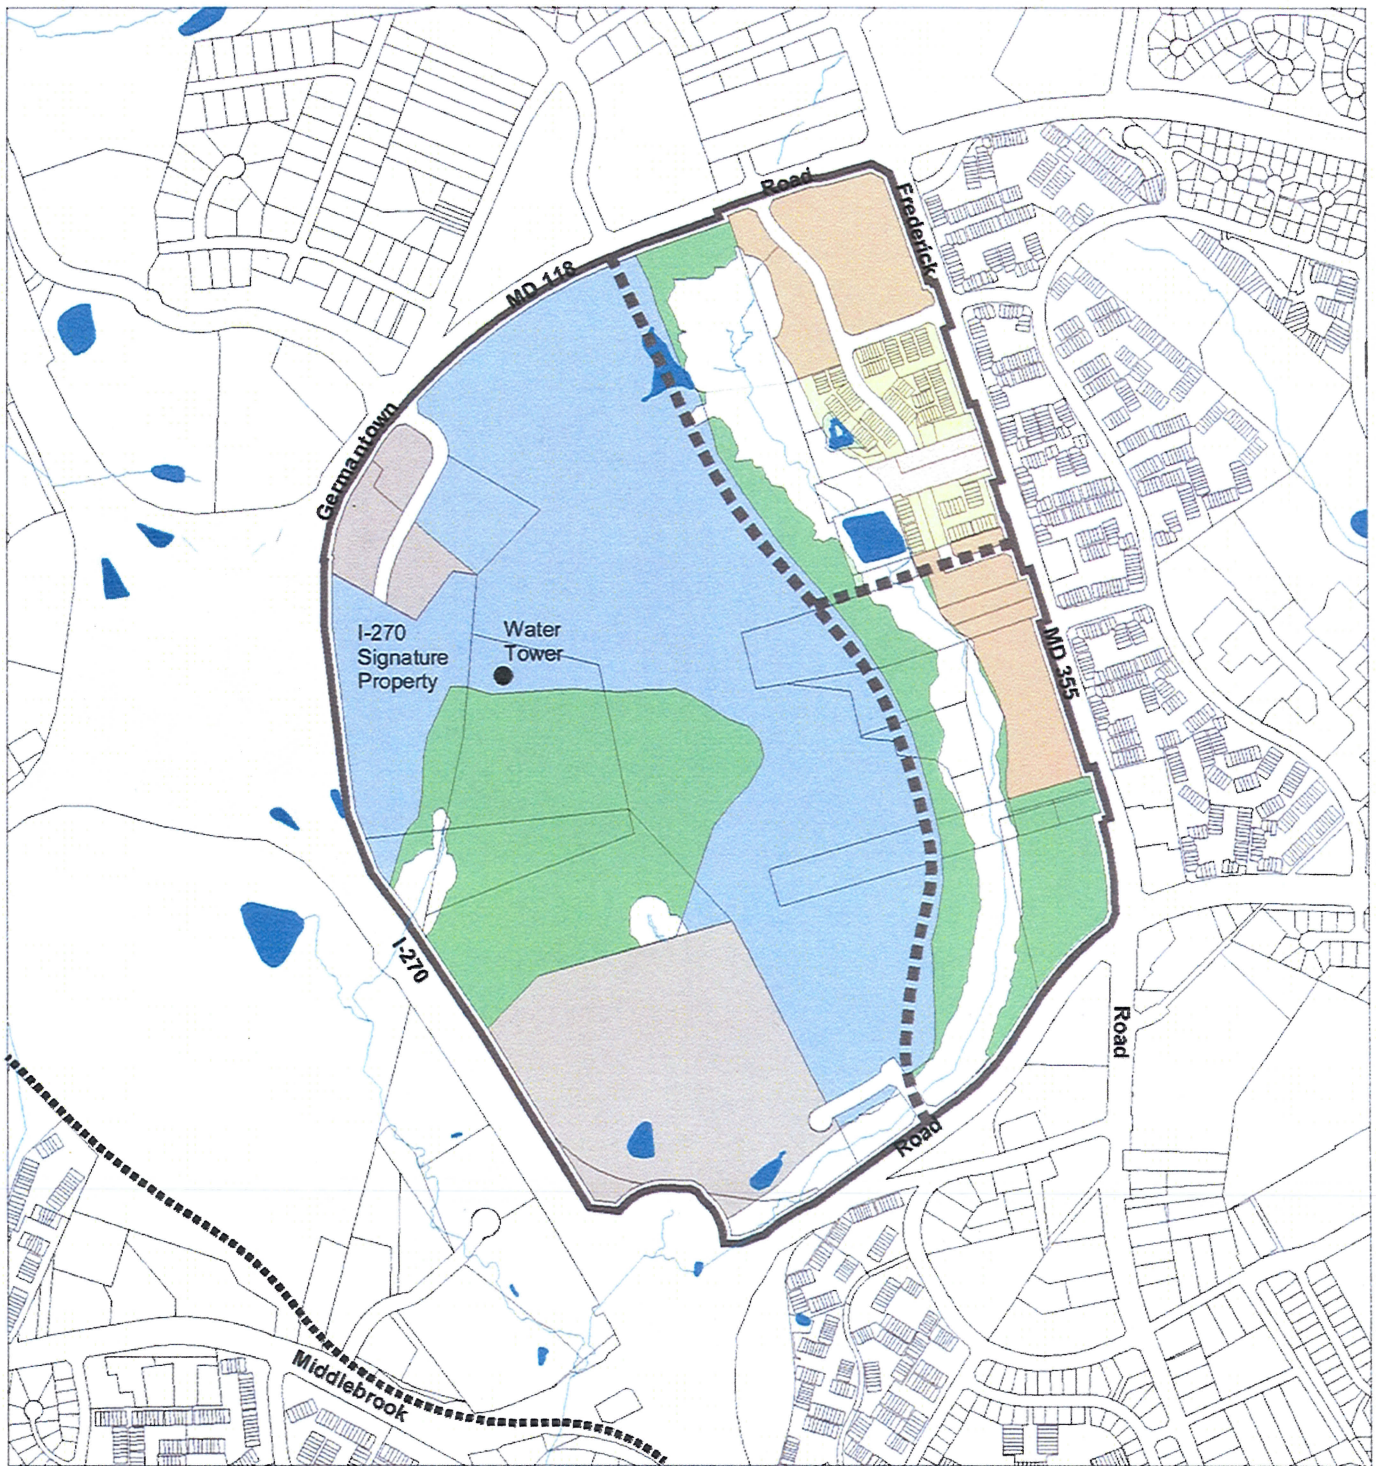 Road
Frederick
MD 118
Germantown
I-270
Signature
Property
Water
Tower
MD 355
I-270
Road
Road
Middlebrook